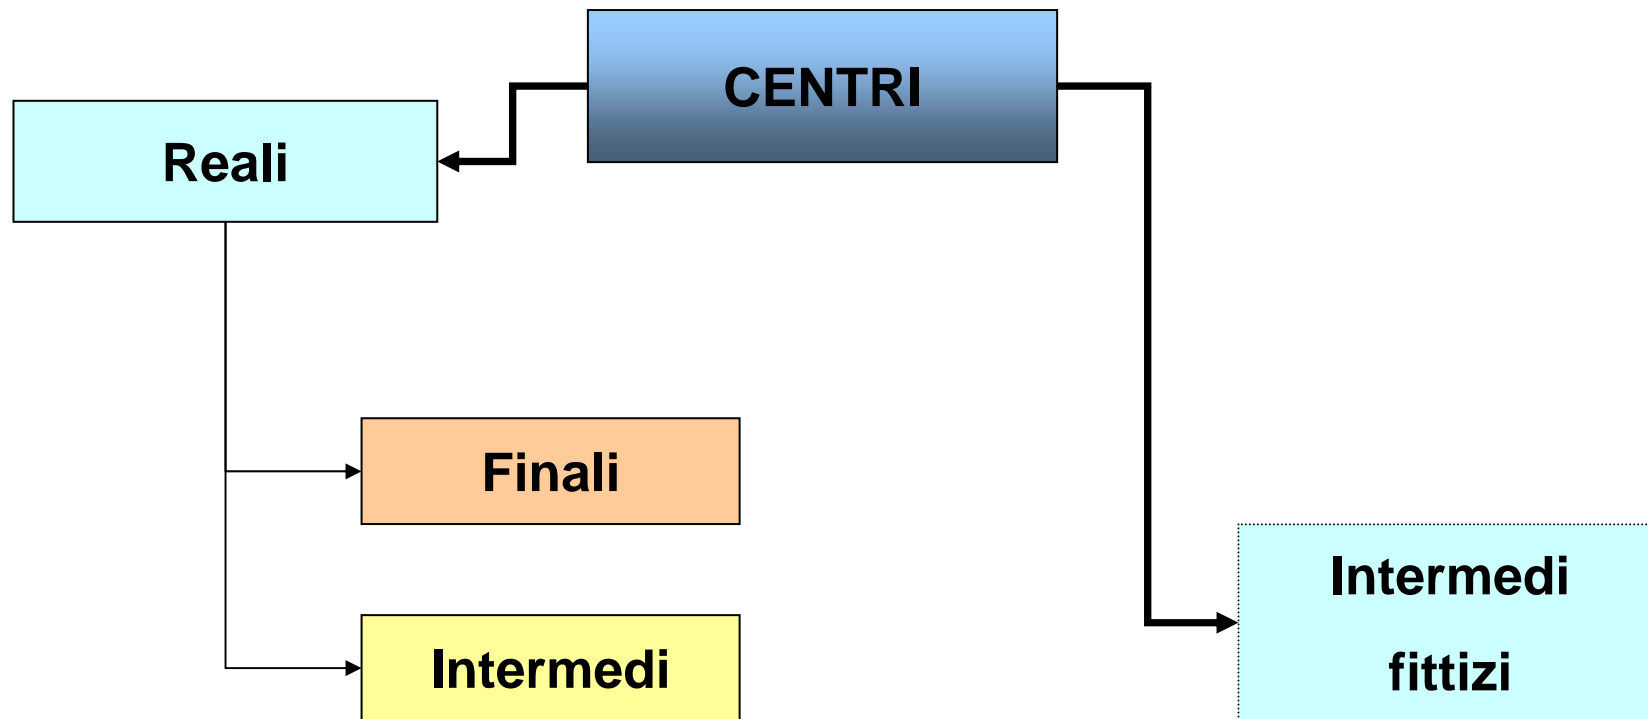 CENTRI
Reali
Finali
Intermedi
Intermedi
fittizi